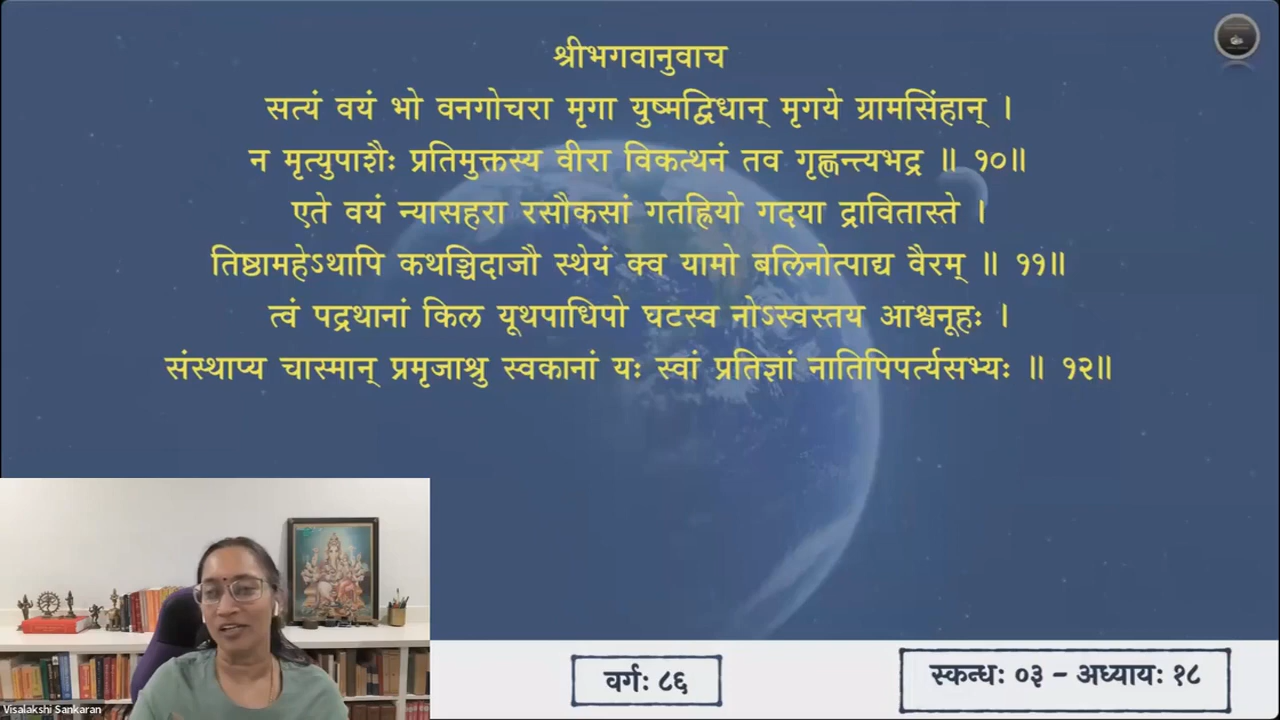 श्रीभगवानुवाच
सत्यं वयं भो वनगोचरा मृगा युष्मद्विधान् मृगये ग्रामसिंहान् ।
न मृत्युपाशैः प्रतिमुक्तस्य वीरा विकत्थनं तव गृह्णन्त्यभद्र ॥ १०॥
एते वयं न्यासहरा रसौकसां गतह्रियो गदया द्रावितास्ते ।
तिष्ठामहेऽथापि कथञ्चिदाजौ स्थेयं क्व यामो बलिनोत्पाद्य वैरम् ॥ ११॥
त्वं पद्रथानां किल यूथपाधिपो घटस्व नोऽस्वस्तय आश्वनूहः ।
संस्थाप्य चास्मान् प्रमृजाश्रु स्वकानां यः स्वां प्रतिज्ञां नातिपिपर्त्यसभ्यः ॥ १२॥
Visalakshi Sankaran
वर्गः ८६
स्कन्धः ०३ - अध्यायः १८